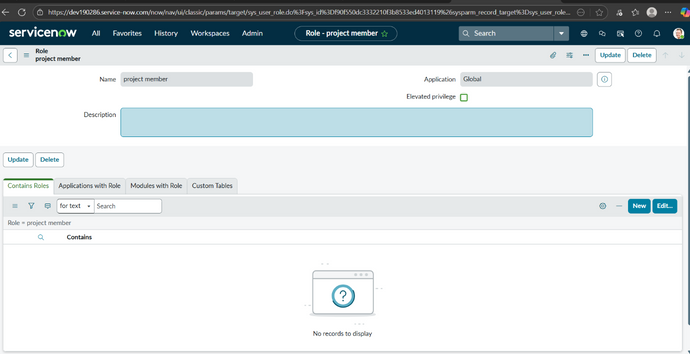 https://dev190286.service-now.com/now/nav/ui/classic/params/target/sys_user_role.do%3Fsys_id%3Df90f550dc3332210f3b8533ed4013119%26sysparm_record_target%3Dsys_user_role...
servicenow All Favorites History Workspaces Admin Role - project member Search
Role
project member
Update Delete
Name project member Application Global
Elevated privilege
Description
Update Delete
Contains Roles Applications with Role Modules with Role Custom Tables
for text Search New Edit...
Role = project member
Contains
No records to display